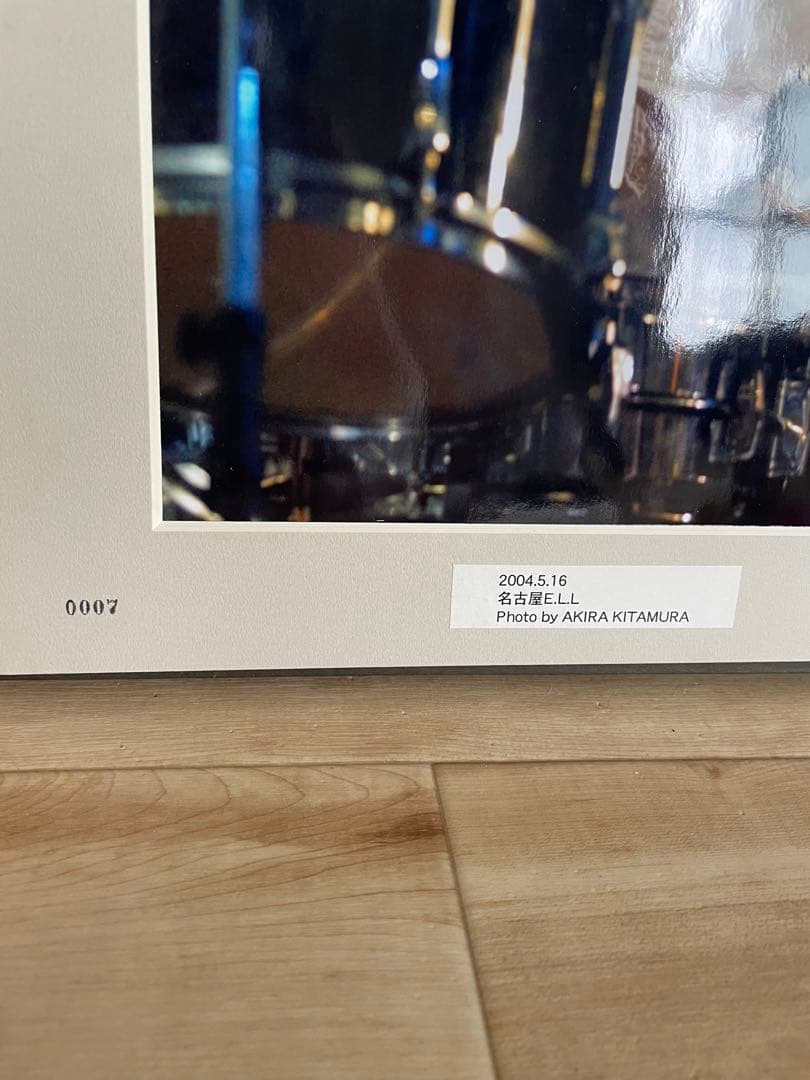 0007
2004.5.16
名古屋E.L.L
Photo by AKIRA KITAMURA